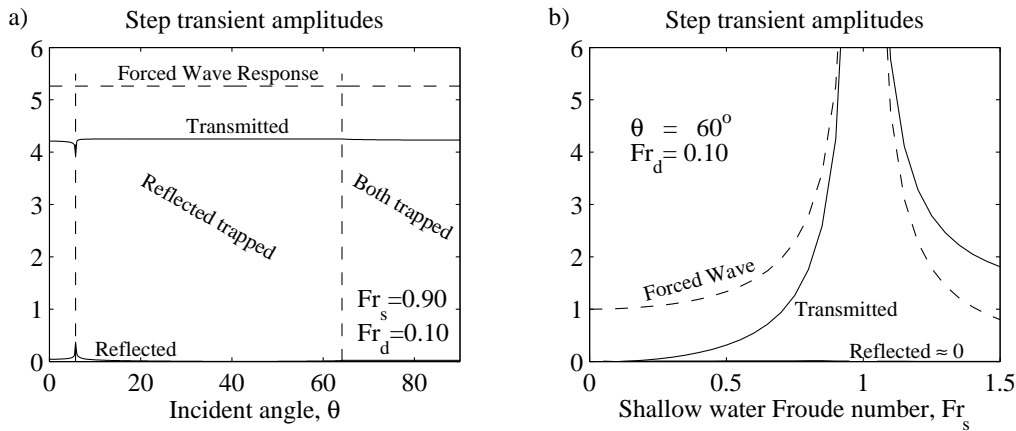 a) Step transient amplitudes
6
5
4
3
2
1
0
Forced Wave Response
Transmitted
Reflected trapped
Both trapped
Fr_s=0.90
Fr_d=0.10
Reflected
0 20 40 60 80
Incident angle, θ
b) Step transient amplitudes
6
5
4
3
2
1
0
θ = 60°
Fr_d= 0.10
Forced Wave
Transmitted
Reflected ≈ 0
0 0.5 1 1.5
Shallow water Froude number, Fr_s